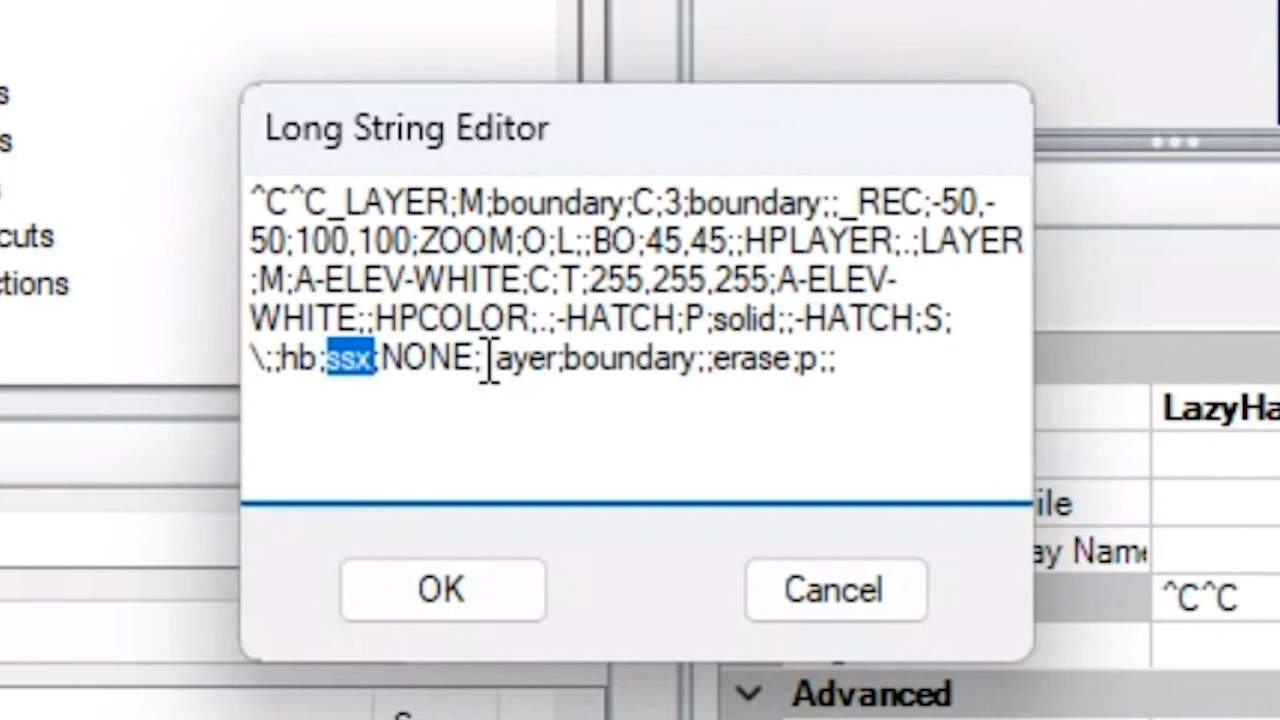 s
s
cuts
ctions
Long String Editor
^C^C_LAYER;M;boundary;C;3;boundary;;_REC;-50,-
50;100,100;ZOOM;O;L;;BO;45,45;;HPLAYER;.;LAYER
;M;A-ELEV-WHITE;C;T;255,255,255;A-ELEV-
WHITE;;HPCOLOR;.;-HATCH;P;solid;;-HATCH;S;
\;;hb;ssx;NONE; layer;boundary;;erase;p;;
OK
Cancel
LazyHa
ile
ay Name
^C^C
Advanced